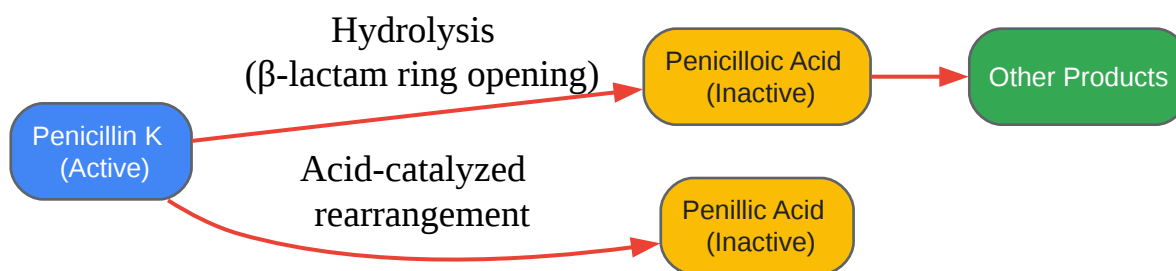 Hydrolysis
(β-lactam ring opening)
Penicilloic Acid
(Inactive)
Other Products
Penicillin K
(Active)
Acid-catalyzed
rearrangement
Penillic Acid
(Inactive)